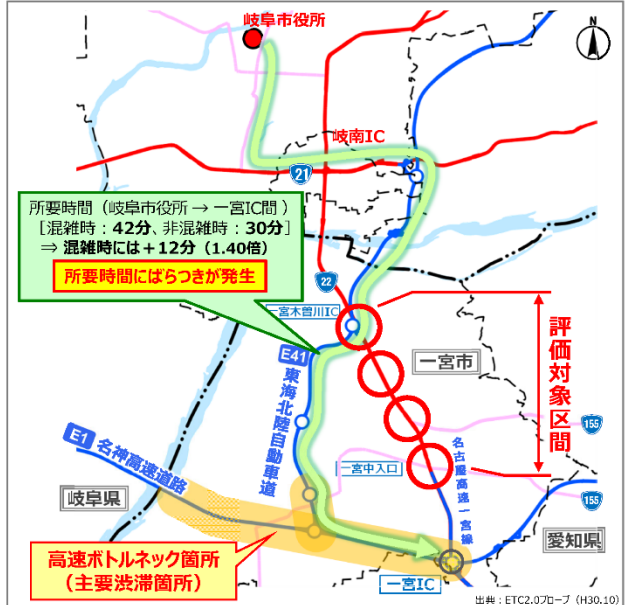 岐阜市役所
N
岐南IC
21
所要時間（岐阜市役所 → 一宮IC間 ）
［混雑時：42分、非混雑時：30分］
⇒ 混雑時には＋12分（1.40倍）
所要時間にばらつきが発生
22
一宮木曽川IC
E41
東海北陸自動車道
一宮市
評価対象区間
155
E1
名神高速道路
一宮中入口
名古屋高速一宮線
155
岐阜県
愛知県
高速ボトルネック箇所
（主要渋滞箇所）
一宮IC
出典：ETC2.0プローブ（H30.10）